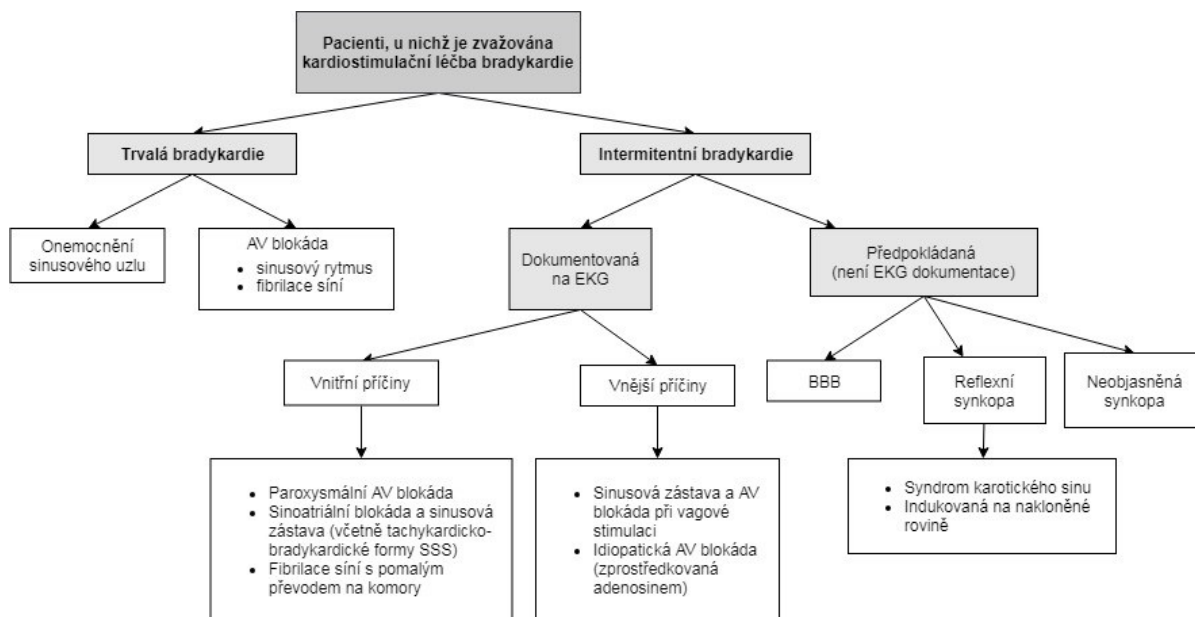 Pacienti, u nichž je zvažována
kardiostimulační léčba bradykardie
Trvalá bradykardie
Intermitentní bradykardie
Onemocnění
sinusového uzlu
AV blokáda
• sinusový rytmus
• fibrilace síní
Dokumentovaná
na EKG
Předpokládaná
(není EKG dokumentace)
Vnitřní příčiny
Vnější příčiny
BBB
Reflexní
synkopa
Neobjasněná
synkopa
• Paroxysmální AV blokáda
• Sinoatriální blokáda a sinusová
zástava (včetně tachykardicko-
bradykardické formy SSS)
• Fibrilace síní s pomalým
převodem na komory
• Sinusová zástava a AV
blokáda při vagové
stimulaci
• Idiopatická AV blokáda
(zprostředkovaná
adenosinem)
• Syndrom karotického sinu
• Indukovaná na nakloněné
rovině